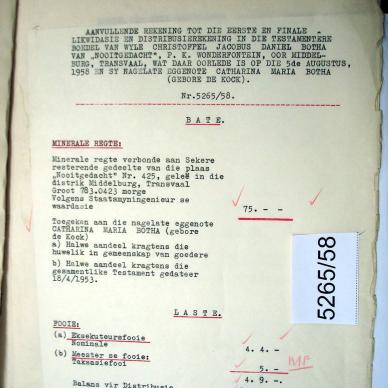 AANVULLENDE REKENING TOT DIE EERSTE EN FINALE
LIKWIDASIE EN DISTRIBUSIEREKENING IN DIE TESTAMENTERE
BOEDEL VAN WYLE CHRISTOFFEL JACOBUS DANIEL BOTHA
VAN „NOOITGEDACHT", P. K. WONDERFONTEIN, OOR MIDDEL-
BURG, TRANSVAAL, WAT DAAR OORLEDE IS OP DIE 5de AUGUSTUS,
1958 EN SY NAGELATE EGGENOTE CATHARINA MARIA BOTHA
(GEBORE DE KOCK).
Nr.5265/58.
B A T E.
MINERALE REGTE:
Minerale regte verbonde aan Sekere
resterende gedeelte van die plaas
„Nooitgedacht" Nr. 425, geleë in die
distrik Middelburg, Transvaal
Groot 783.0423 morge
Volgens Staatsmyningenieur se
waardasie 75. - -
Toegeken aan die nagelate eggenote
CATHARINA MARIA BOTHA (gebore
de Kock)
a) Halwe aandeel kragtens die
huwelik in gemeenskap van goedere
b) Halwe aandeel kragtens die
gesamentlike Testament gedateer
18/4/1953.
5265/58
L A S T E.
FOOIE:
(a) Eksekuteursfooie
Nominale 4. 4. -
(b) Meester se fooie:
Taksasiefooi 5. -
4. 9. -
Balans vir Distribusie